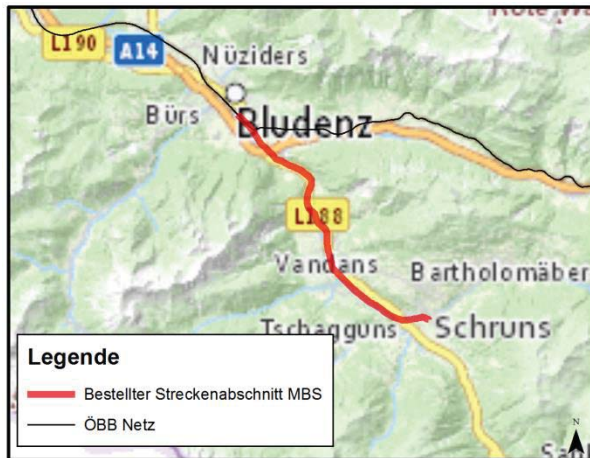 L190
A14
Nüziders
Bürs
Bludenz
L188
Vandans
Bartholomäber
Tschagguns
Schruns
Legende
Bestellter Streckenabschnitt MBS
ÖBB Netz
N